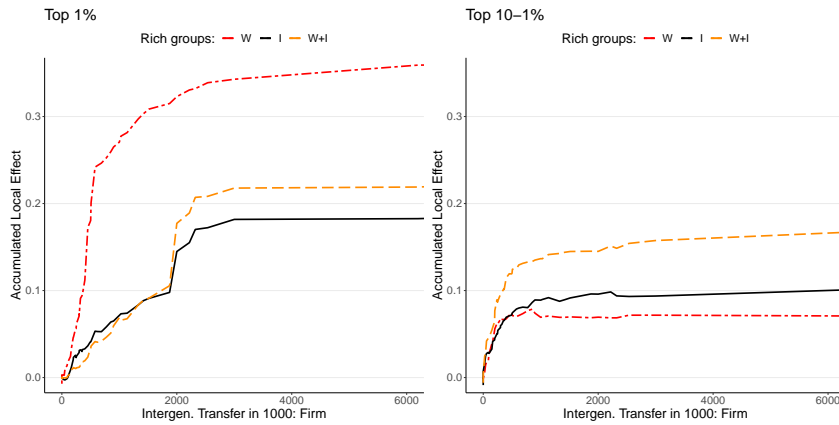 Top 1%
Rich groups: W I W+I
Accumulated Local Effect
0.3
0.2
0.1
0.0
0 2000 4000 6000
Intergen. Transfer in 1000: Firm
Top 10–1%
Rich groups: W I W+I
Accumulated Local Effect
0.3
0.2
0.1
0.0
0 2000 4000 6000
Intergen. Transfer in 1000: Firm